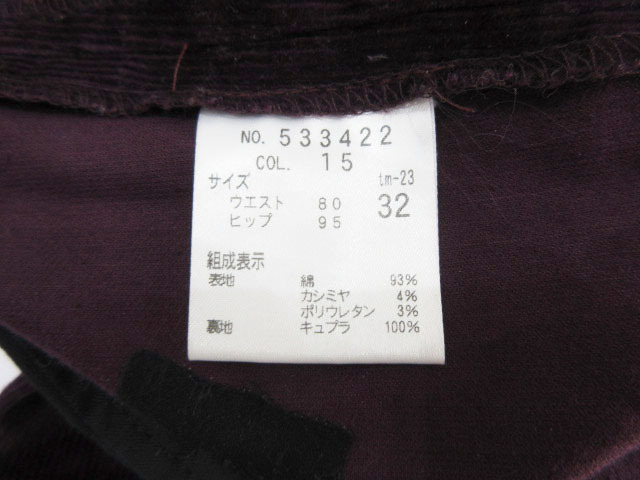 NO. 533422
COL. 15
サイズ tm-23
ウエスト 80 32
ヒップ 95
組成表示
表地 綿 93%
カシミヤ 4%
ポリウレタン 3%
裏地 キュプラ 100%